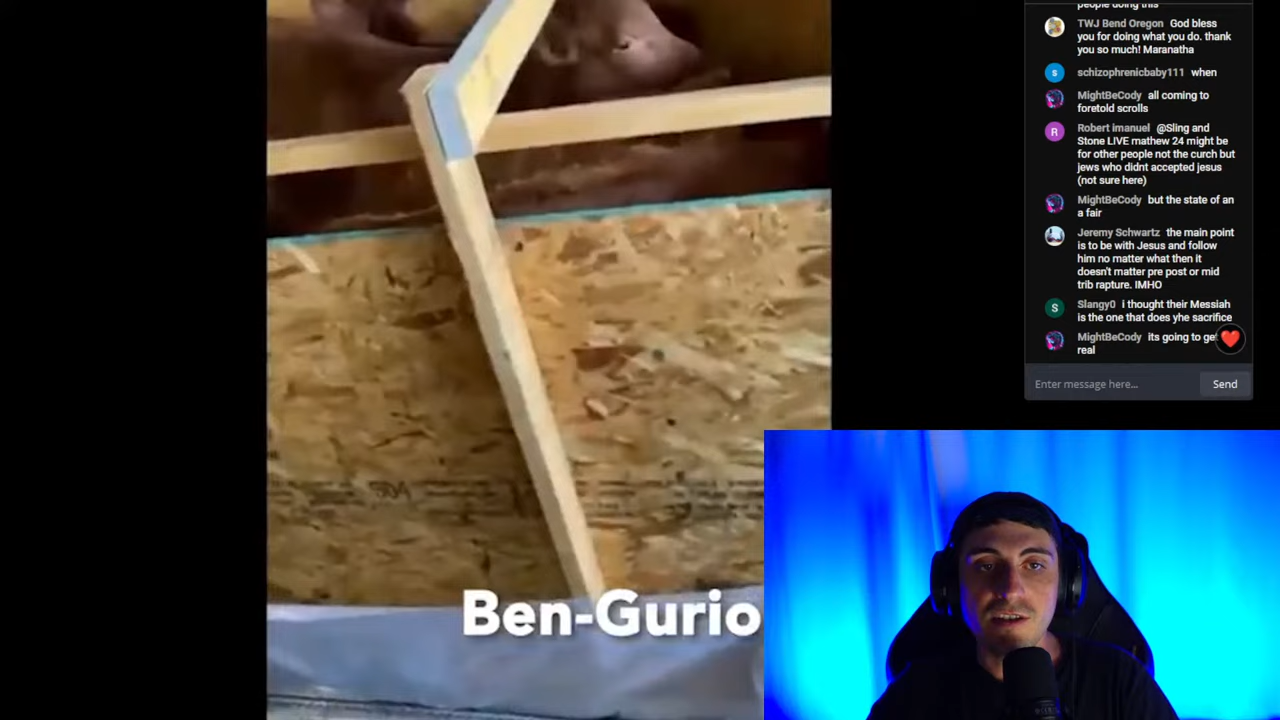 people doing this
TWJ Bend Oregon God bless
you for doing what you do. thank
you so much! Maranatha
s schizophrenicbaby111 when
MightBeCody all coming to
foretold scrolls
R Robert imanuel @Sling and
Stone LIVE mathew 24 might be
for other people not the curch but
jews who didnt accepted jesus
(not sure here)
MightBeCody but the state of an
a fair
Jeremy Schwartz the main point
is to be with Jesus and follow
him no matter what then it
doesn't matter pre post or mid
trib rapture. IMHO
S Slangy0 i thought their Messiah
is the one that does yhe sacrifice
MightBeCody its going to get
real
Enter message here... Send
Ben-Gurio